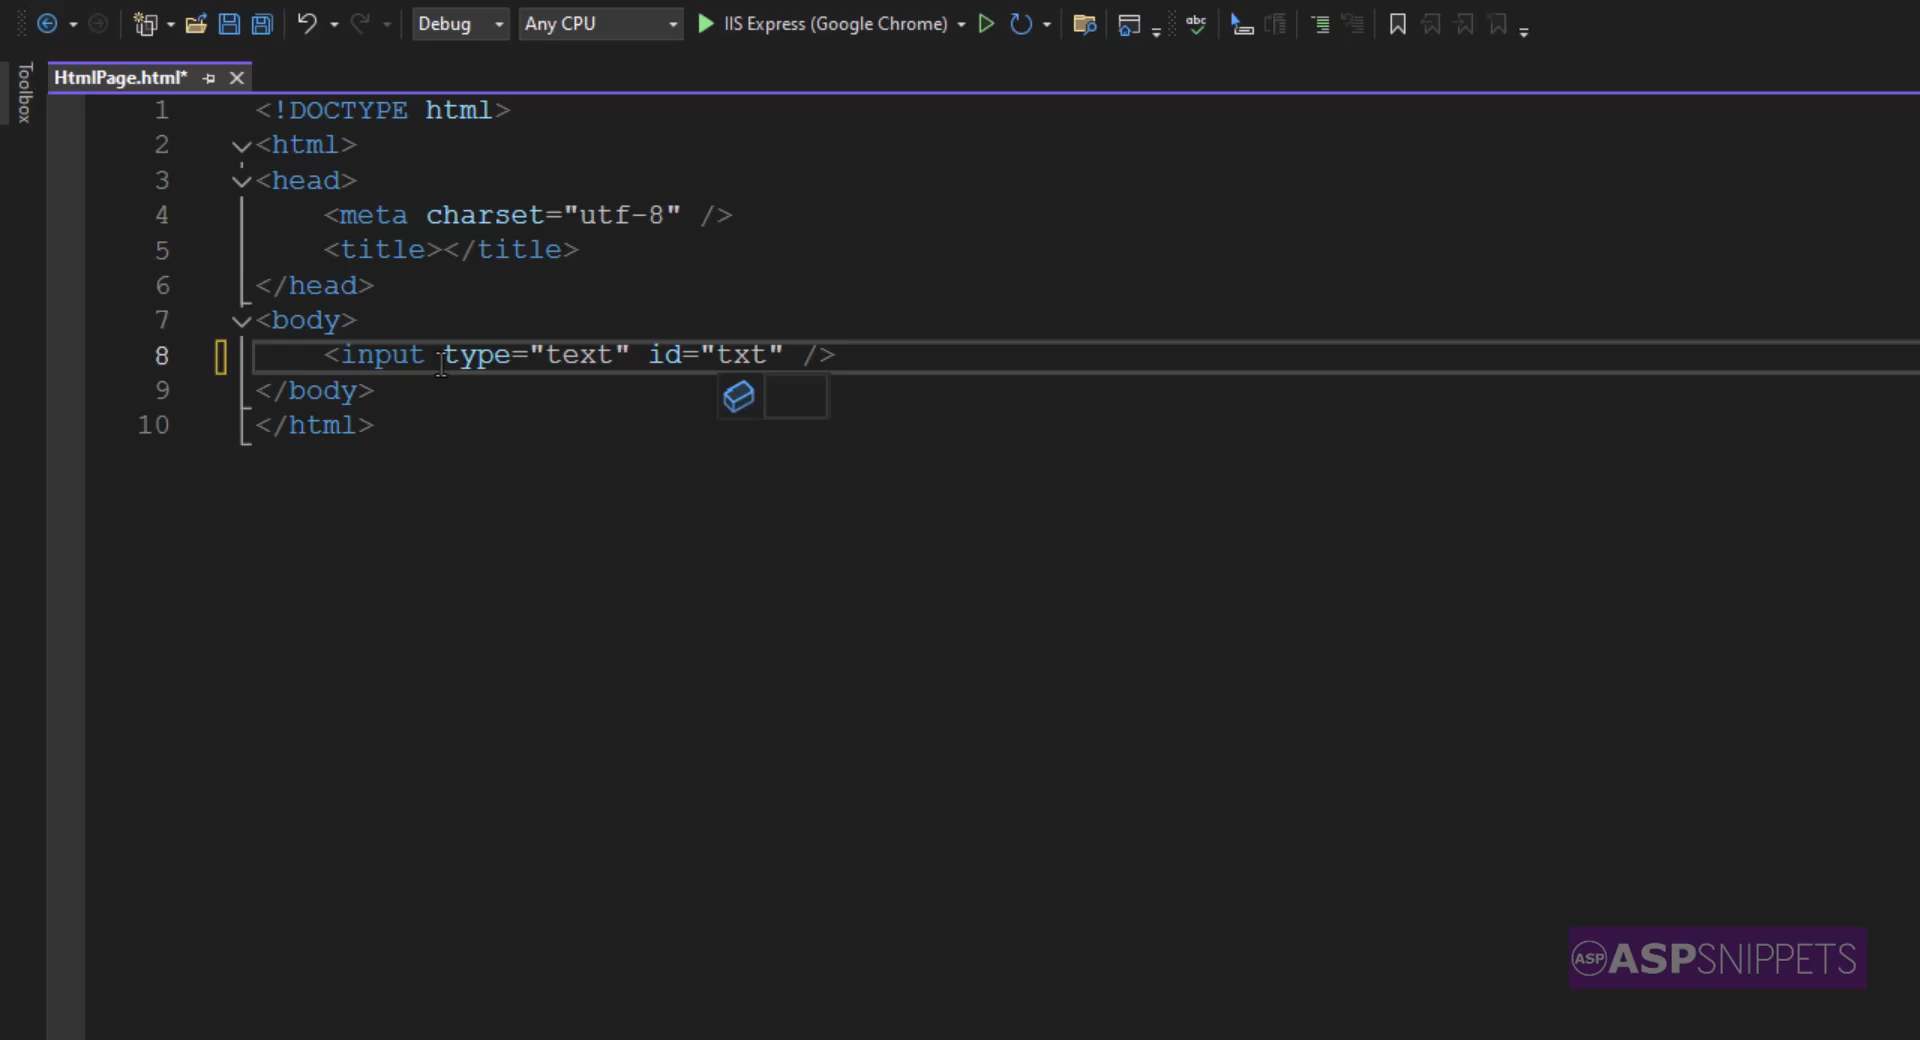 Debug Any CPU IIS Express (Google Chrome) abc
Toolbox
HtmlPage.html*
1 <!DOCTYPE html>
2 <html>
3 <head>
4 <meta charset="utf-8" />
5 <title></title>
6 </head>
7 <body>
8 <input type="text" id="txt" />
9 </body>
10 </html>
ASP ASPSNIPPETS